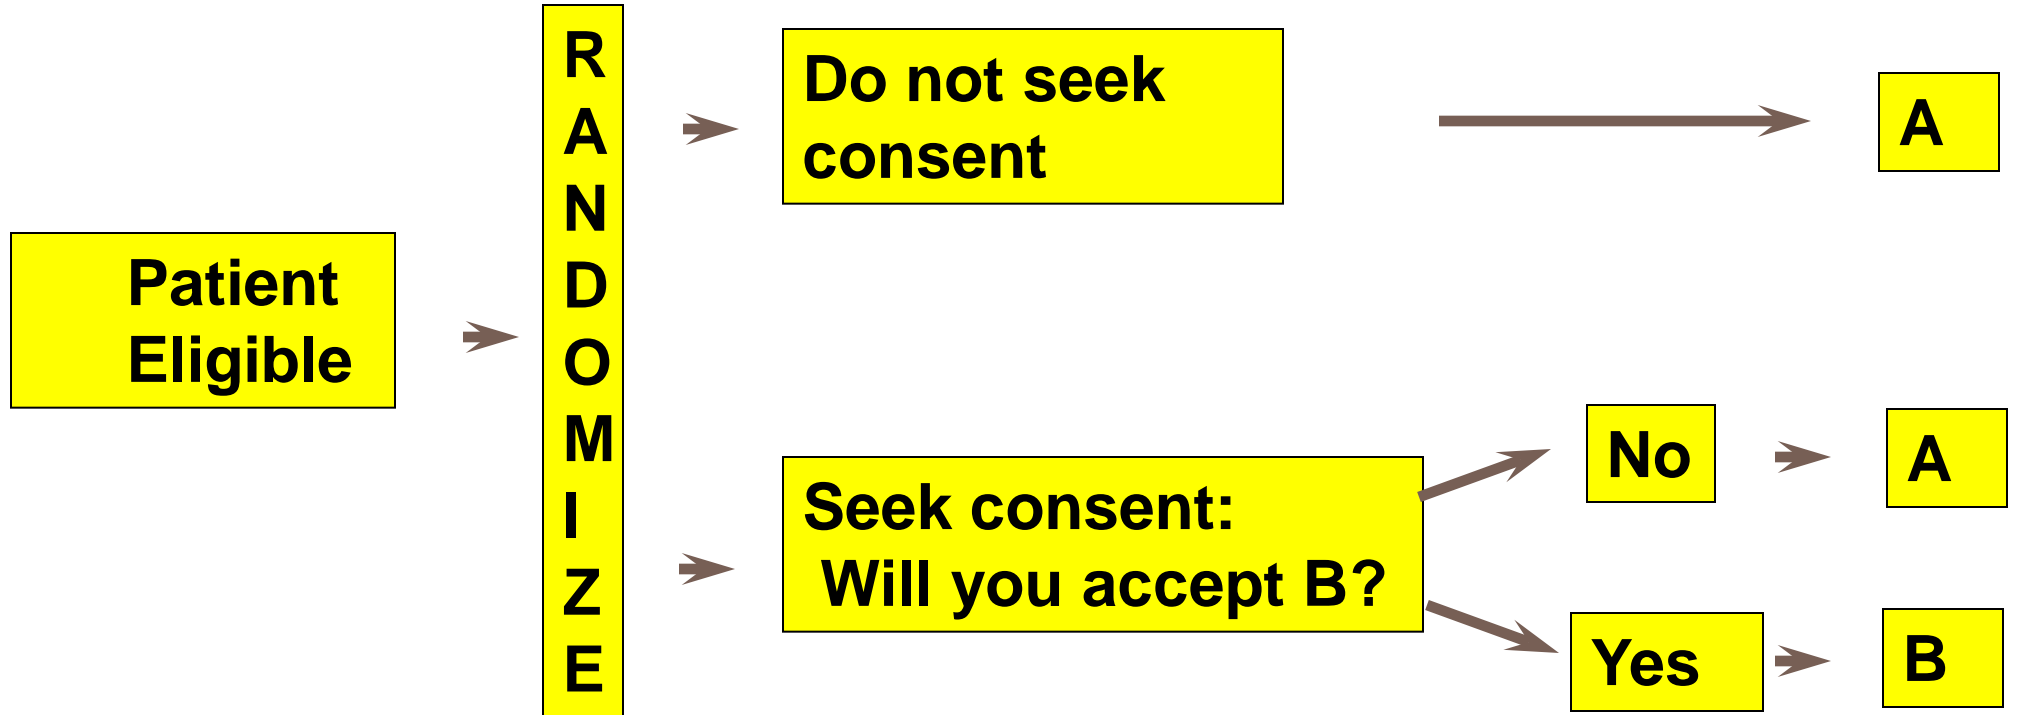 Patient
Eligible
R
A
N
D
O
M
I
Z
E
Do not seek
consent
A
Seek consent:
Will you accept B?
No
A
Yes
B